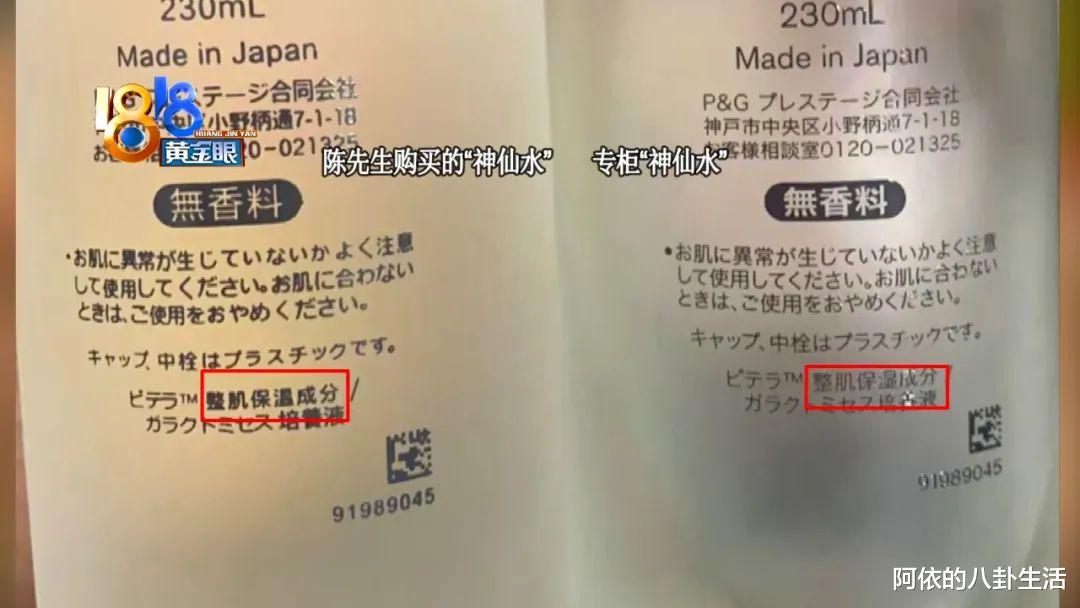 230mL
Made in Japan
レステージ合同会社
央区小野柄通7-1-18
0-021325
1818
HUANG JIN YAN
黄金眼
陈先生购买的“神仙水”
無香料
・お肌に異常が生じていないかよく注意
して使用してください。お肌に合わない
ときは、ご使用をおやめください。
キャップ、中栓はプラスチックです。
ピテラ™ 整肌保温成分/
ガラクトミセス培養液
91989045
230mL
Made in Japan
P&G プレステージ合同会社
神戸市中央区小野柄通7-1-18
お客様相談室0120-021325
专柜“神仙水”
無香料
・お肌に異常が生じていないかよく注意
して使用してください。お肌に合わない
ときは、ご使用をおやめください。
キャップ、中栓はプラスチックです。
ピテラ™ 整肌保湿成分/
ガラクトミセス培養液
91989045
阿依的八卦生活